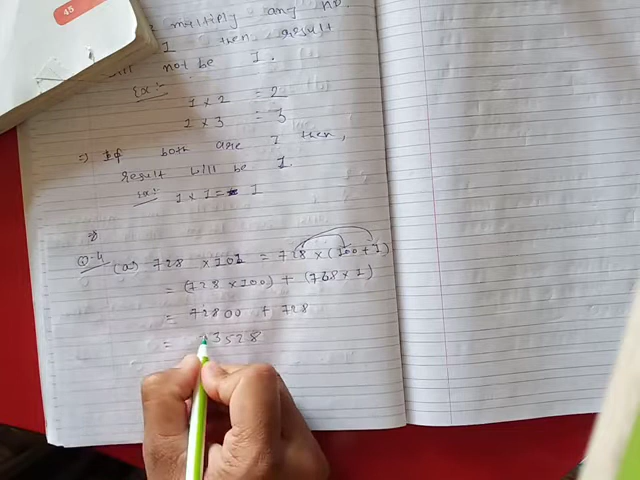 45
multiply any no.
1 then result
not be 1.
Ex:-
1 x 2 = 2
1 x 3 = 3
=> If both are 1 then,
result will be 1.
Ex:- 1 x 1 = 1
Q-4 (a) 728 x 101 = 728 x (100 + 1)
= (728 x 100) + (728 x 1)
= 72800 + 728
= 73528